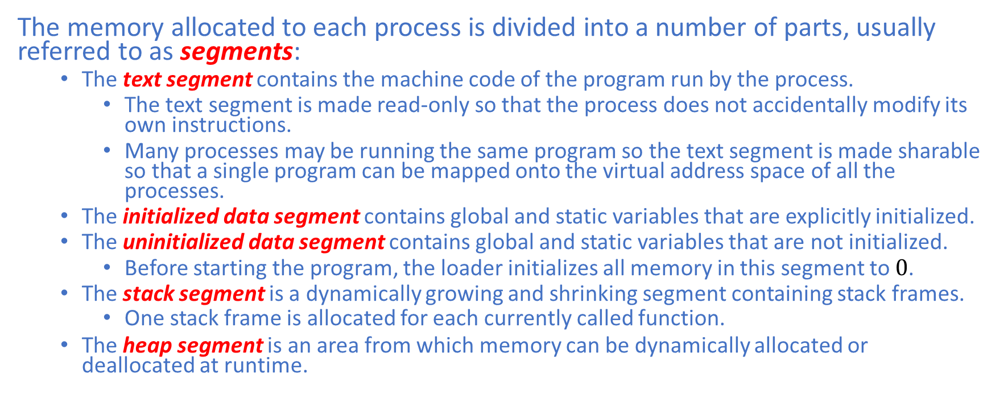 The memory allocated to each process is divided into a number of parts, usually
referred to as segments:
• The text segment contains the machine code of the program run by the process.
• The text segment is made read-only so that the process does not accidentally modify its
own instructions.
• Many processes may be running the same program so the text segment is made sharable
so that a single program can be mapped onto the virtual address space of all the
processes.
• The initialized data segment contains global and static variables that are explicitly initialized.
• The uninitialized data segment contains global and static variables that are not initialized.
• Before starting the program, the loader initializes all memory in this segment to 0.
• The stack segment is a dynamically growing and shrinking segment containing stack frames.
• One stack frame is allocated for each currently called function.
• The heap segment is an area from which memory can be dynamically allocated or
deallocated at runtime.